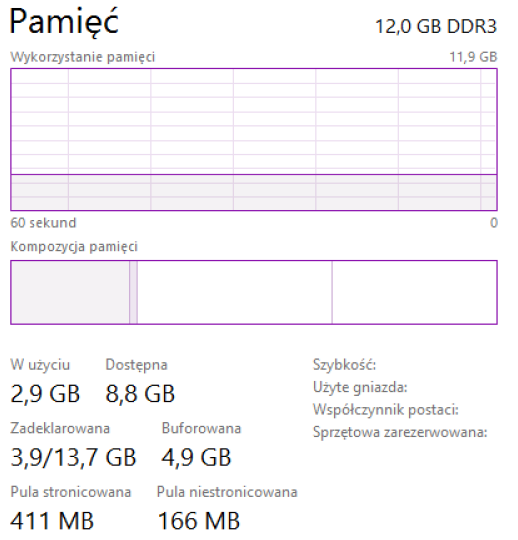 Pamięć 12,0 GB DDR3
Wykorzystanie pamięci 11,9 GB
60 sekund 0
Kompozycja pamięci
W użyciu Dostępna Szybkość:
2,9 GB 8,8 GB Użyte gniazda:
Współczynnik postaci:
Zadeklarowana Buforowana Sprzętowa zarezerwowana:
3,9/13,7 GB 4,9 GB
Pula stronicowana Pula niestronicowana
411 MB 166 MB